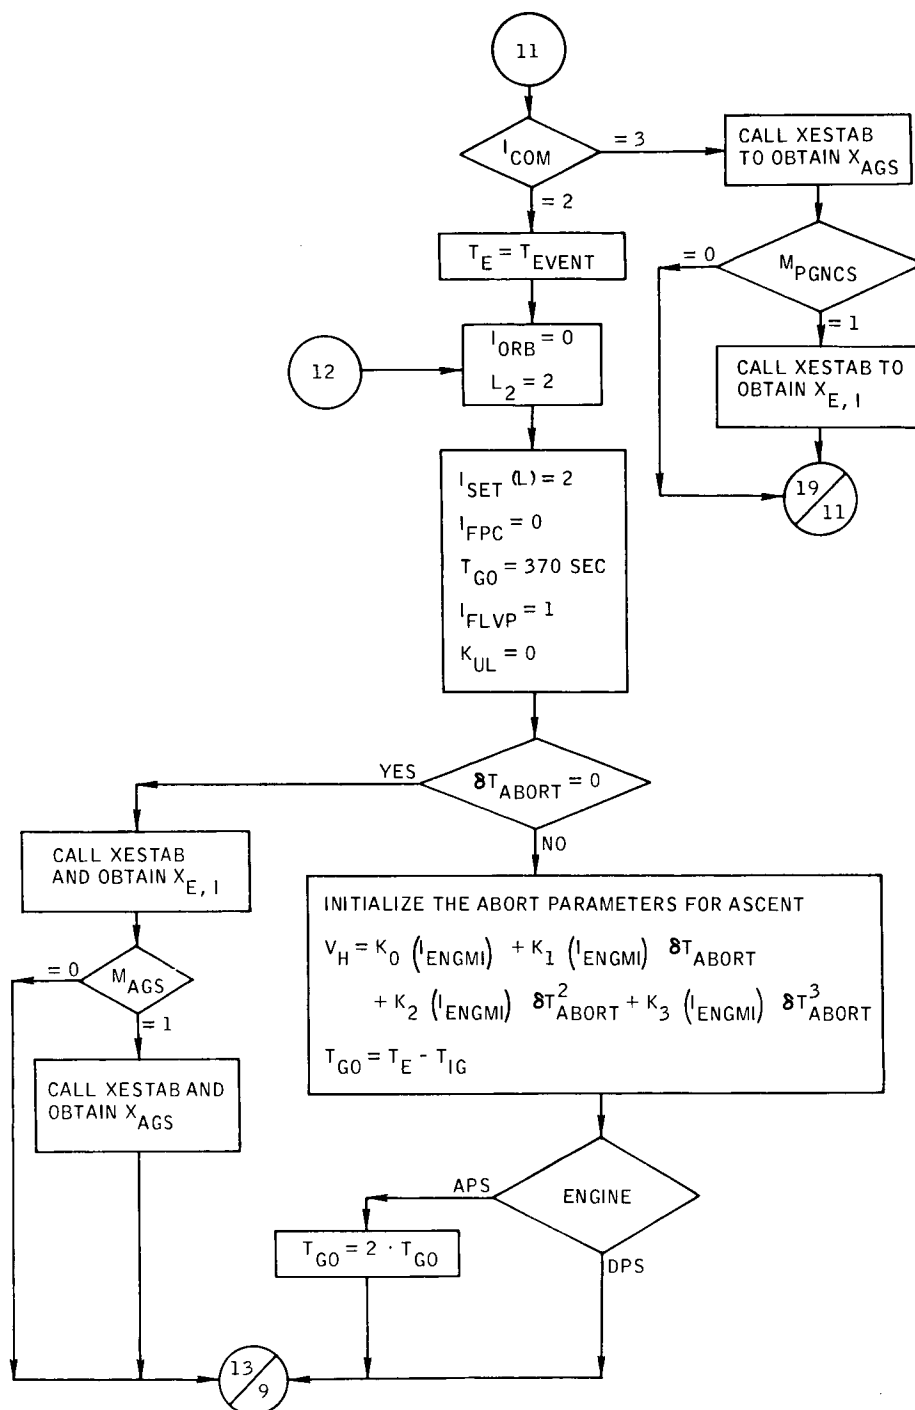 11
I_COM
= 3
= 2
CALL XESTAB
TO OBTAIN X_AGS
T_E = T_EVENT
= 0
M_PGNCS
= 1
12
I_ORB = 0
L_2 = 2
CALL XESTAB TO
OBTAIN X_E, I
19
11
I_SET (L) = 2
I_FPC = 0
T_GO = 370 SEC
I_FLVP = 1
K_UL = 0
YES
δT_ABORT = 0
NO
CALL XESTAB
AND OBTAIN X_E, I
= 0
M_AGS
= 1
CALL XESTAB AND
OBTAIN X_AGS
INITIALIZE THE ABORT PARAMETERS FOR ASCENT
V_H = K_0 (I_ENGMI) + K_1 (I_ENGMI) δT_ABORT
+ K_2 (I_ENGMI) δT²_ABORT + K_3 (I_ENGMI) δT³_ABORT
T_GO = T_E - T_IG
APS
ENGINE
DPS
T_GO = 2 · T_GO
13
9